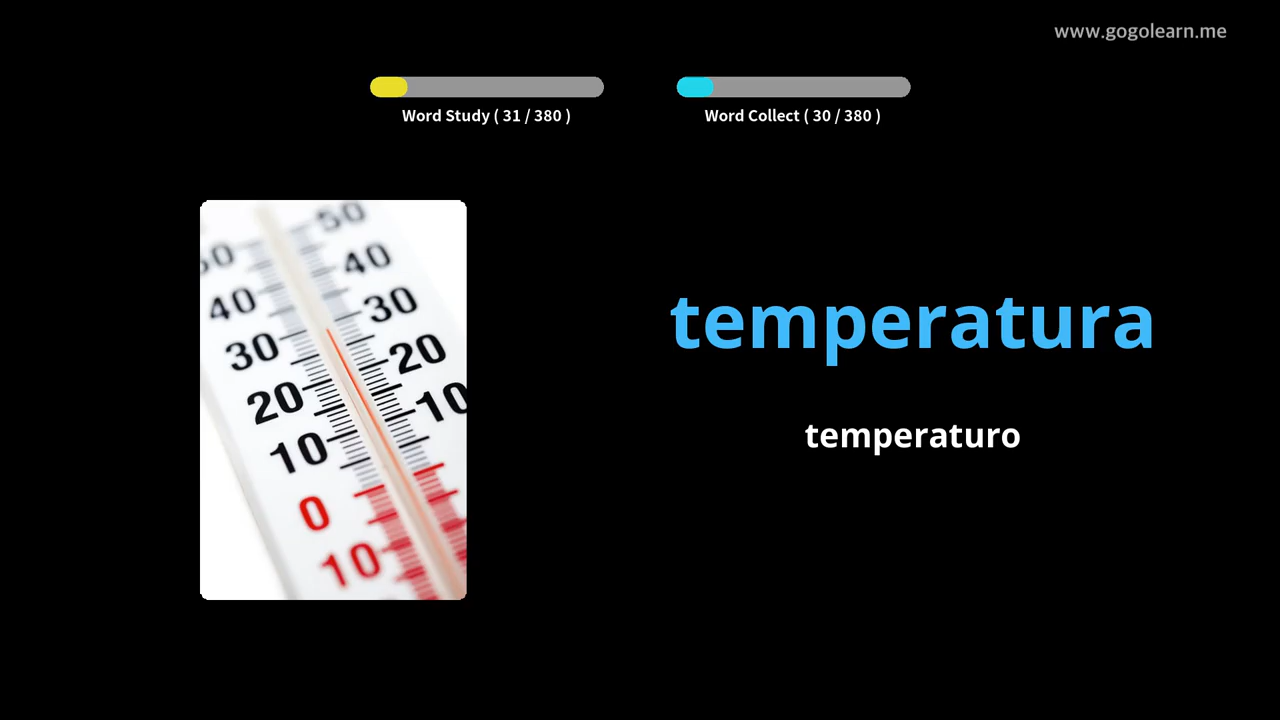 www.gogolearn.me
Word Study ( 31 / 380 )
Word Collect ( 30 / 380 )
50
40
40
30
30
20
20
10
10
0
10
temperatura
temperaturo